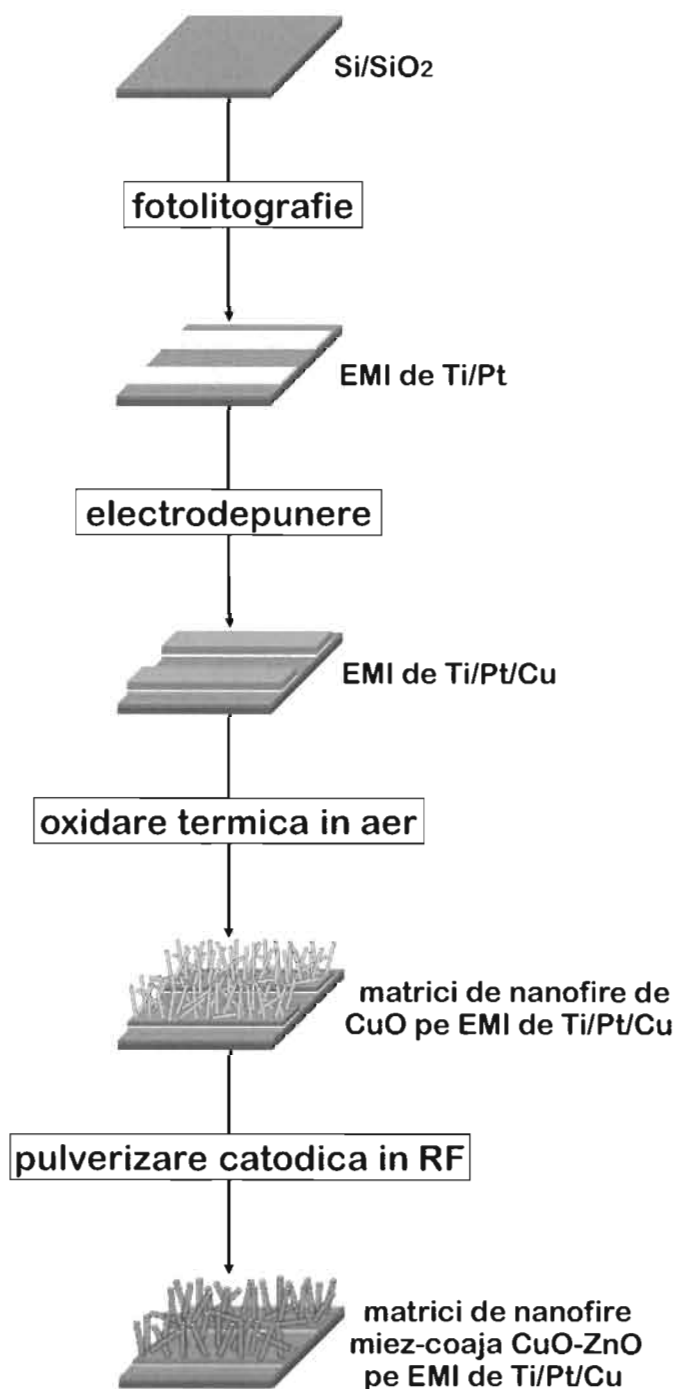 Si/SiO2
fotolitografie
EMI de Ti/Pt
electrodepunere
EMI de Ti/Pt/Cu
oxidare termica in aer
matrici de nanofire de
CuO pe EMI de Ti/Pt/Cu
pulverizare catodica in RF
matrici de nanofire
miez-coaja CuO-ZnO
pe EMI de Ti/Pt/Cu